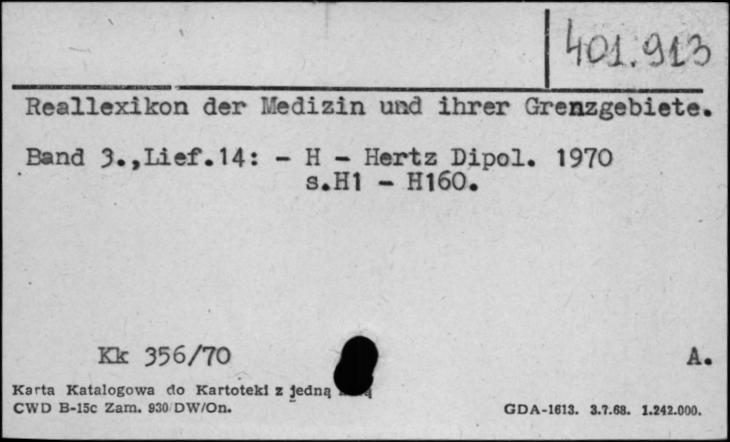 401.913
Reallexikon der Medizin und ihrer Grenzgebiete.
Band 3.,Lief.14: - H - Hertz Dipol. 1970
s.H1 - H160.
Kk 356/70
A.
Karta Katalogowa do Kartoteki z jedną
CWD B-15c Zam. 930/DW/On.
GDA-1613. 3.7.68. 1.242.000.